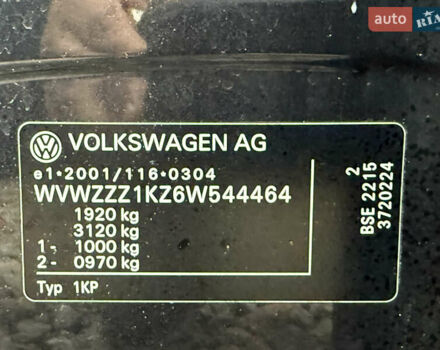 auto RIA
VOLKSWAGEN AG
e1*2001/116*0304
WVWZZZ1KZ6W544464
1920 kg
3120 kg
1- 1000 kg
2- 0970 kg
Typ 1KP
2
BSE 2215
3720224